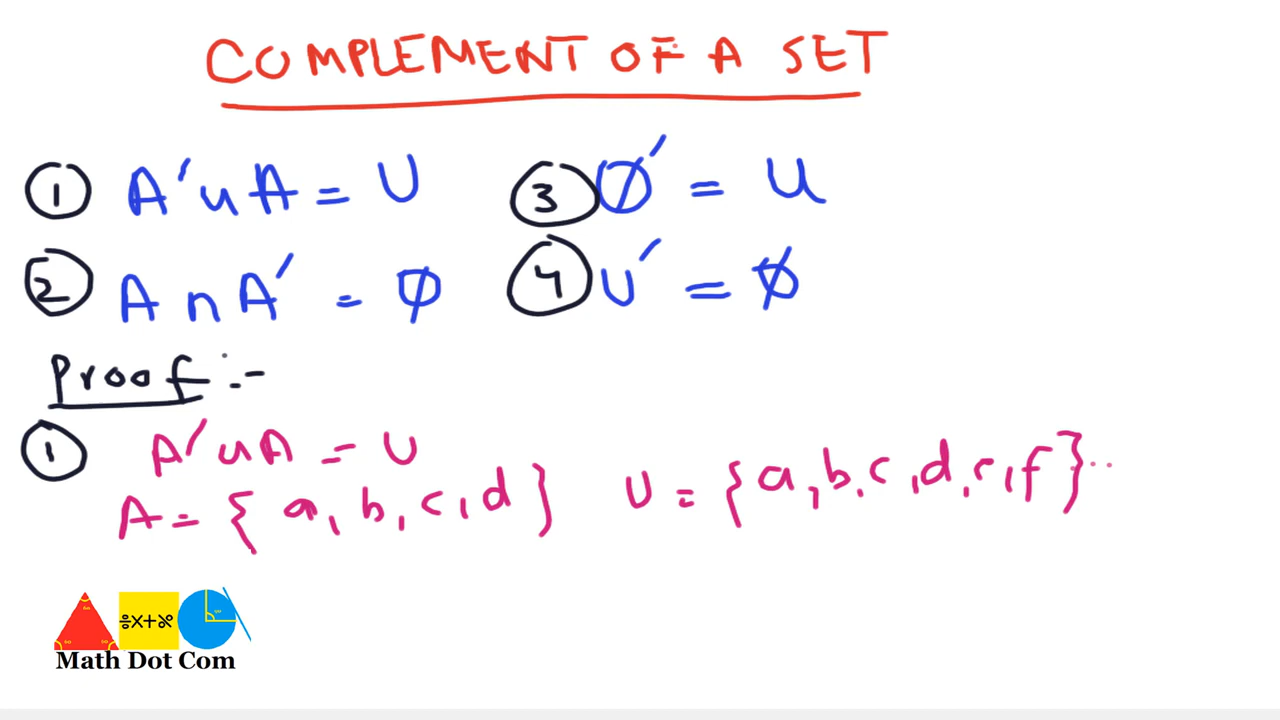 COMPLEMENT OF A SET
① A′ ∪ A = U
② A ∩ A′ = ∅
③ ∅′ = U
④ U′ = ∅
Proof :-
① A′ ∪ A = U
A = { a, b, c, d } U = { a, b, c, d, c, f }
÷×+%
Math Dot Com